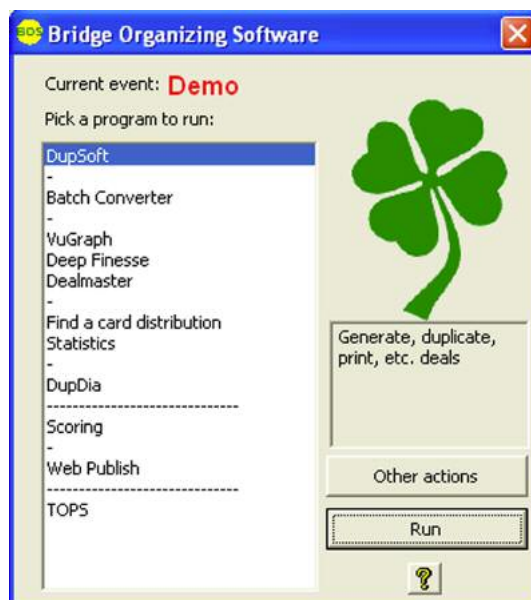 BOS Bridge Organizing Software
Current event: Demo
Pick a program to run:
DupSoft
-
Batch Converter
-
VuGraph
Deep Finesse
Dealmaster
-
Find a card distribution
Statistics
-
DupDia
------------------------------
Scoring
-
Web Publish
------------------------------
TOPS
Generate, duplicate,
print, etc. deals
Other actions
Run
?